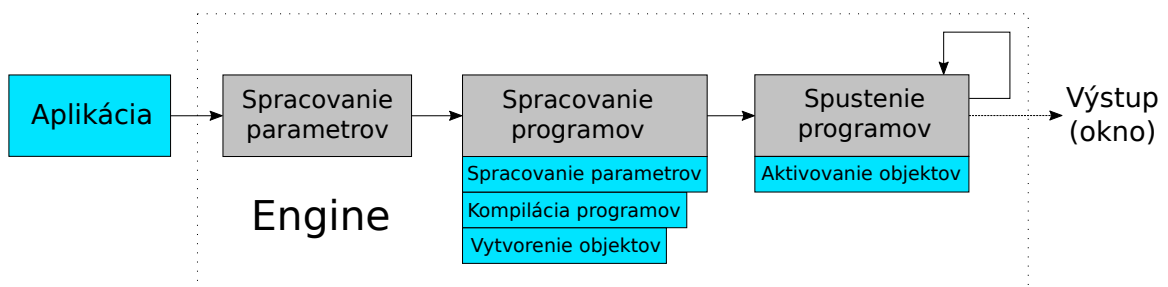 Aplikácia
Spracovanie
parametrov
Spracovanie
programov
Spracovanie parametrov
Kompilácia programov
Vytvorenie objektov
Spustenie
programov
Aktivovanie objektov
Výstup
(okno)
Engine